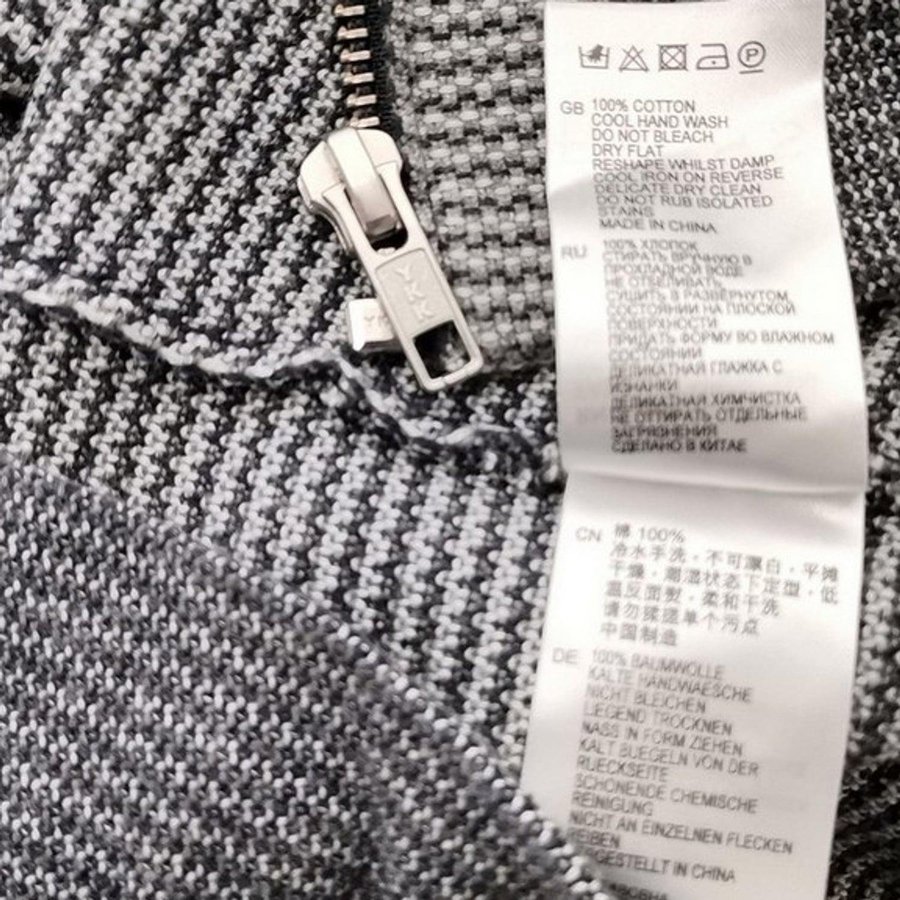 YKK
P
GB 100% COTTON
COOL HAND WASH
DO NOT BLEACH
DRY FLAT
RESHAPE WHILST DAMP
COOL IRON ON REVERSE
DELICATE DRY CLEAN
DO NOT RUB ISOLATED
STAINS
MADE IN CHINA
RU 100% ХЛОПОК
СТИРАТЬ ВРУЧНУЮ В
ПРОХЛАДНОЙ ВОДЕ
НЕ ОТБЕЛИВАТЬ
СУШИТЬ В РАЗВЕРНУТОМ
СОСТОЯНИИ НА ПЛОСКОЙ
ПОВЕРХНОСТИ
ПРИДАТЬ ФОРМУ ВО ВЛАЖНОМ
СОСТОЯНИИ
ДЕЛИКАТНАЯ ГЛАЖКА С
ИЗНАНКИ
ДЕЛИКАТНАЯ ХИМЧИСТКА
НЕ ОТТИРАТЬ ОТДЕЛЬНЫЕ
ЗАГРЯЗНЕНИЯ
СДЕЛАНО В КИТАЕ
CN 棉 100%
冷水手洗，不可漂白，平摊
干燥，潮湿状态下定型，低
温反面熨，柔和干洗
请勿揉搓单个污点
中国制造
DE 100% BAUMWOLLE
KALTE HANDWAESCHE
NICHT BLEICHEN
LIEGEND TROCKNEN
NASS IN FORM ZIEHEN
KALT BUEGELN VON DER
RUECKSEITE
SCHONENDE CHEMISCHE
REINIGUNG
NICHT AN EINZELNEN FLECKEN
REIBEN
GESTELLT IN CHINA